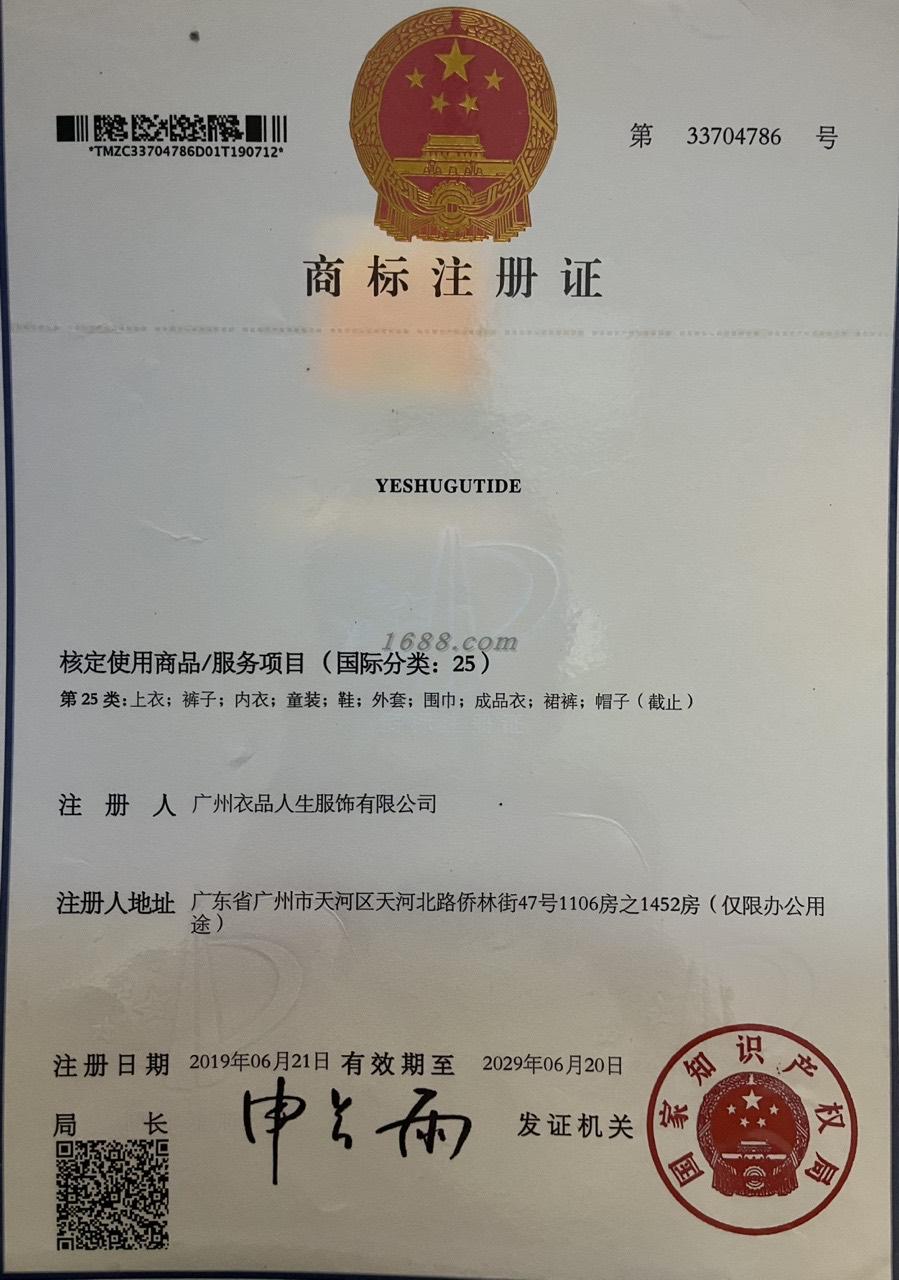 *TMZC33704786D01T190712*
第 33704786 号
商标注册证
YESHUGUTIDE
1688.com
核定使用商品/服务项目（国际分类：25）
第25类：上衣；裤子；内衣；童装；鞋；外套；围巾；成品衣；裙裤；帽子（截止）
注 册 人 广州衣品人生服饰有限公司
注册人地址 广东省广州市天河区天河北路侨林街47号1106房之1452房（仅限办公用
途）
注册日期 2019年06月21日 有效期至 2029年06月20日
局 长 申长雨 发证机关
国家知识产权局